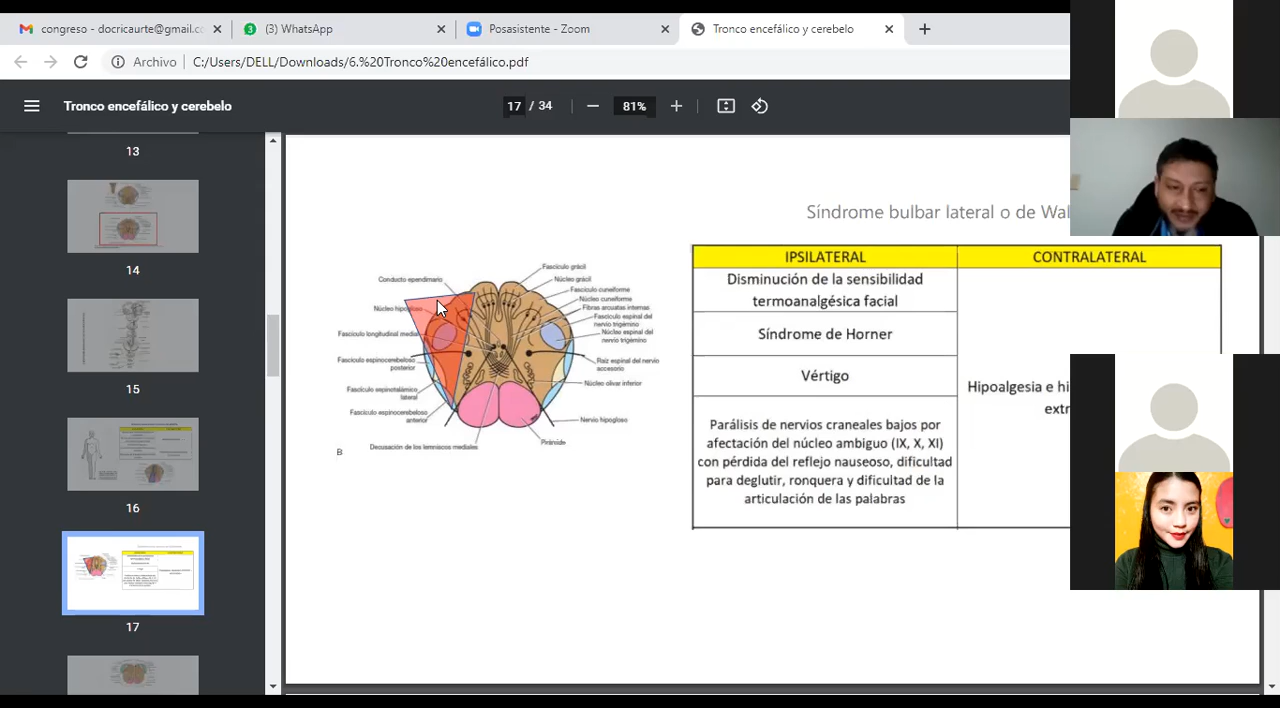 congreso - docricaurte@gmail.c
3 (3) WhatsApp
Posasistente - Zoom
Tronco encefálico y cerebelo
Archivo
C:/Users/DELL/Downloads/6.%20Tronco%20encefálico.pdf
Tronco encefálico y cerebelo
17 / 34
81%
13
14
15
16
17
Síndrome bulbar lateral o de Wal
Conducto ependimario
Núcleo hipogloso
Fascículo longitudinal medial
Fascículo espinocerebeloso
posterior
Fascículo espinotalámico
lateral
Fascículo espinocerebeloso
anterior
Decusación de los lemniscos mediales
B
Fascículo grácil
Núcleo grácil
Fascículo cuneiforme
Núcleo cuneiforme
Fibras arcuatas internas
Fascículo espinal del
nervio trigémino
Núcleo espinal del
nervio trigémino
Raíz espinal del nervio
accesorio
Núcleo olivar inferior
Nervio hipogloso
Pirámide
IPSILATERAL
CONTRALATERAL
Disminución de la sensibilidad
termoanalgésica facial
Síndrome de Horner
Vértigo
Parálisis de nervios craneales bajos por
afectación del núcleo ambiguo (IX, X, XI)
con pérdida del reflejo nauseoso, dificultad
para deglutir, ronquera y dificultad de la
articulación de las palabras
Hipoalgesia e hi
extr